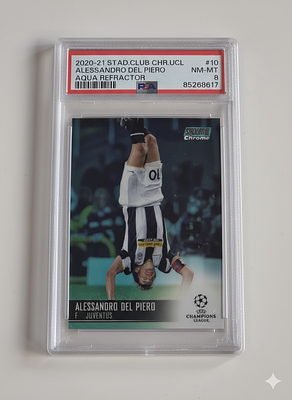 2020-21 STAD.CLUB CHR.UCL #10
ALESSANDRO DEL PIERO NM-MT
AQUA REFRACTOR 8
PSA 85268617
STADIUM CLUB
Chrome
10
ALESSANDRO DEL PIERO
F JUVENTUS
UEFA
CHAMPIONS
LEAGUE